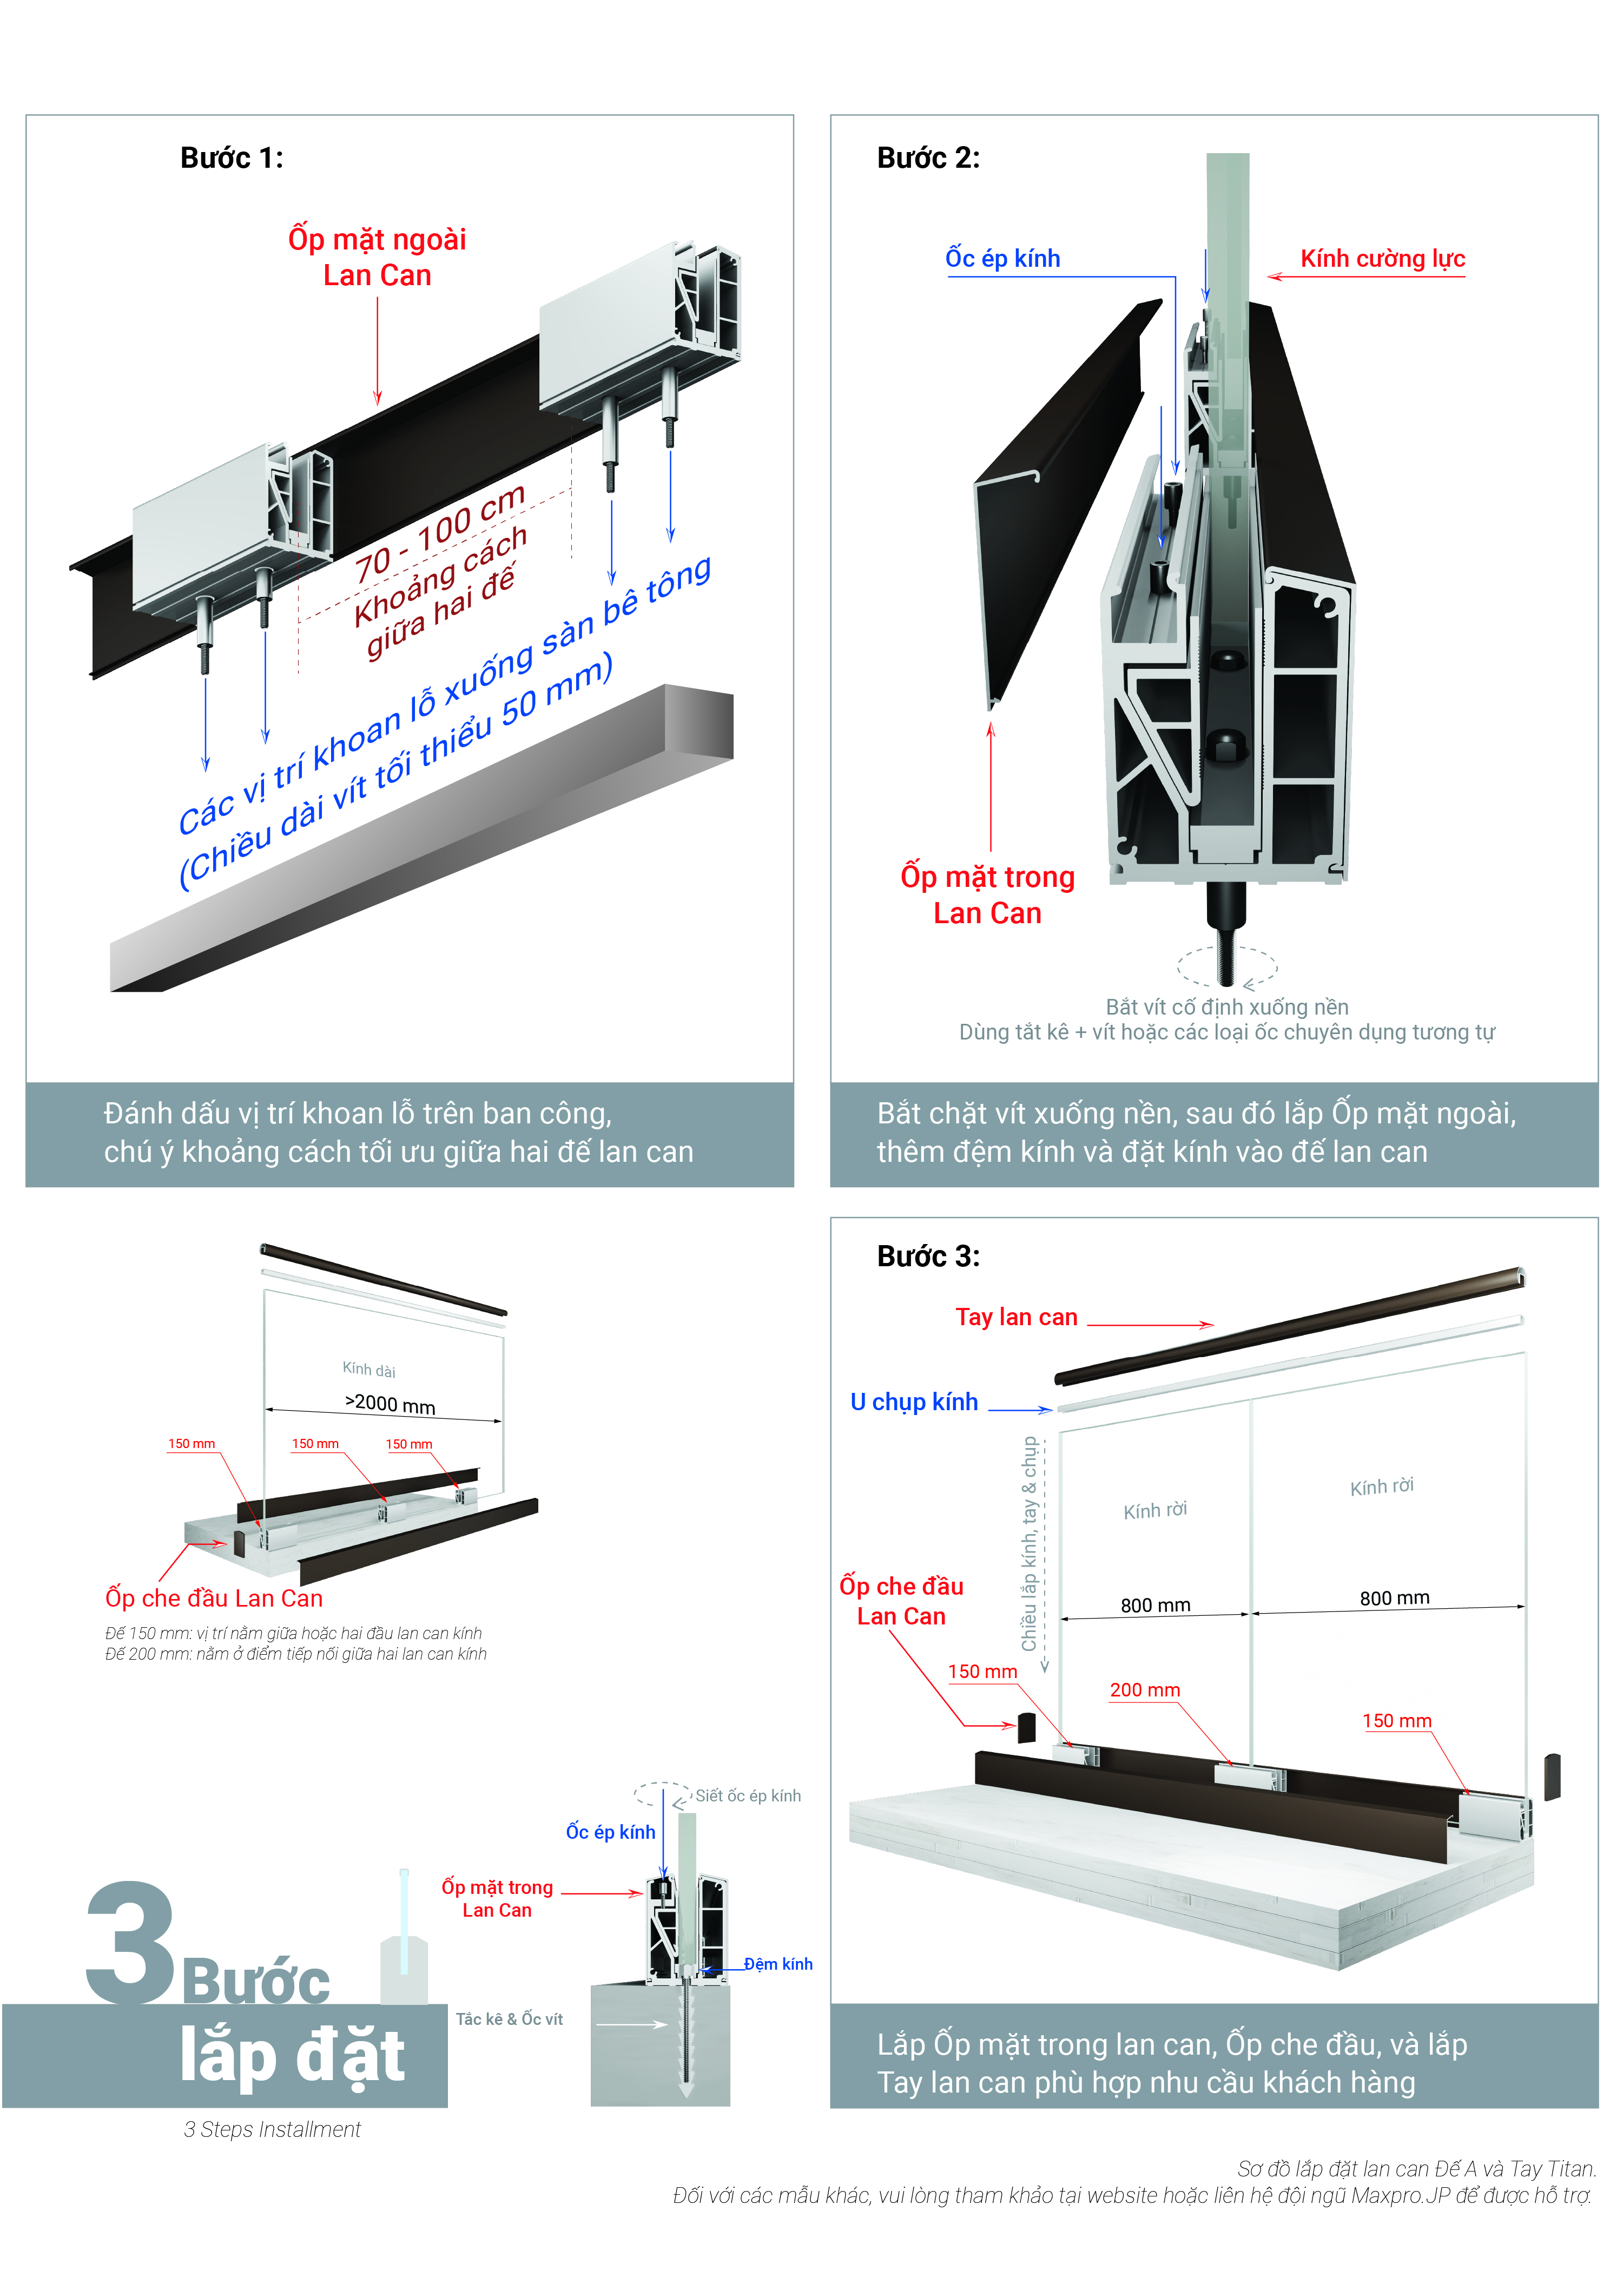 Bước 1:
Ốp mặt ngoài
Lan Can
70 - 100 cm
Khoảng cách
giữa hai đế
Các vị trí khoan lỗ xuống sàn bê tông
(Chiều dài vít tối thiểu 50 mm)
Đánh dấu vị trí khoan lỗ trên ban công,
chú ý khoảng cách tối ưu giữa hai đế lan can
Bước 2:
Ốc ép kính
Kính cường lực
Ốp mặt trong
Lan Can
Bắt vít cố định xuống nền
Dùng tắt kê + vít hoặc các loại ốc chuyên dụng tương tự
Bắt chặt vít xuống nền, sau đó lắp Ốp mặt ngoài,
thêm đệm kính và đặt kính vào đế lan can
Kính dài
>2000 mm
150 mm
150 mm
150 mm
Ốp che đầu Lan Can
Đế 150 mm: vị trí nằm giữa hoặc hai đầu lan can kính
Đế 200 mm: nằm ở điểm tiếp nối giữa hai lan can kính
Bước 3:
Tay lan can
U chụp kính
Chiều lắp kính, tay & chụp
Kính rời
Kính rời
800 mm
800 mm
Ốp che đầu
Lan Can
150 mm
200 mm
150 mm
Lắp Ốp mặt trong lan can, Ốp che đầu, và lắp
Tay lan can phù hợp nhu cầu khách hàng
Siết ốc ép kính
Ốc ép kính
Ốp mặt trong
Lan Can
Đệm kính
Tắc kê & Ốc vít
3 Bước
lắp đặt
3 Steps Installment
Sơ đồ lắp đặt lan can Đế A và Tay Titan.
Đối với các mẫu khác, vui lòng tham khảo tại website hoặc liên hệ đội ngũ Maxpro.JP để được hỗ trợ.